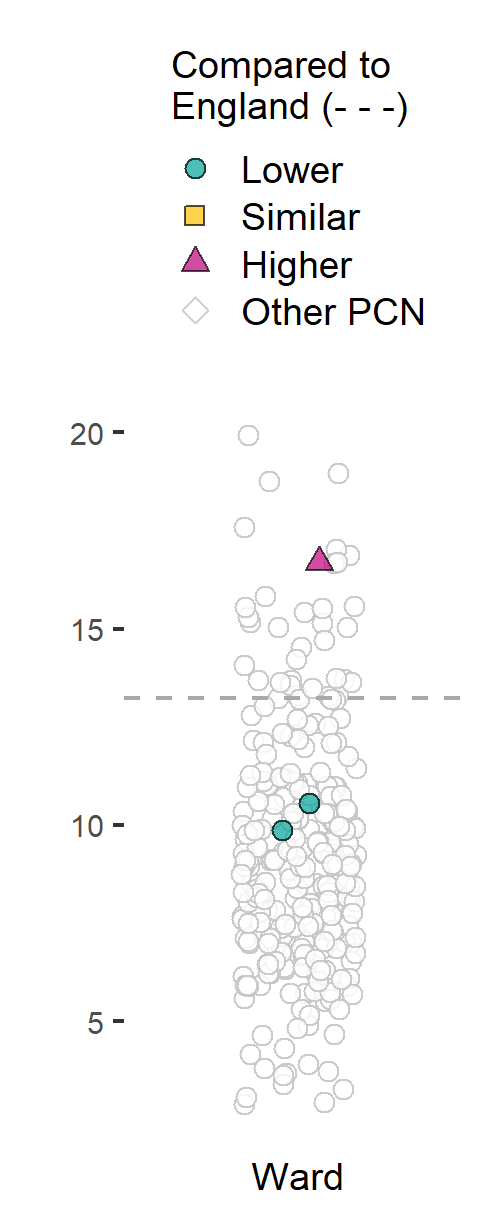 Compared to
England (- - -)
Lower
Similar
Higher
Other PCN
20
15
10
5
Ward